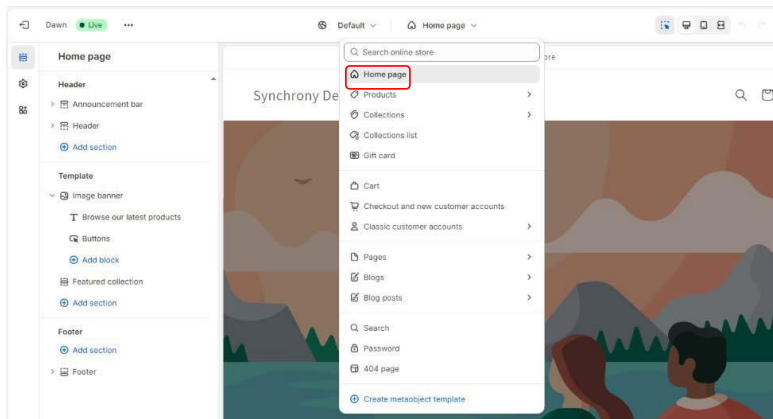 Dawn
Live
Default
Home page
Home page
Header
Announcement bar
Header
Add section
Template
Image banner
Browse our latest products
Buttons
Add block
Featured collection
Add section
Footer
Add section
Footer
Search online store
Home page
Products
Collections
Collections list
Gift card
Cart
Checkout and new customer accounts
Classic customer accounts
Pages
Blogs
Blog posts
Search
Password
404 page
Create metaobject template
Synchrony De
ore